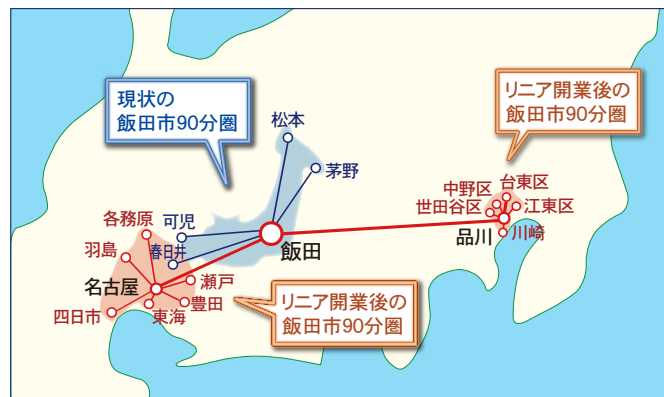 現状の
飯田市90分圏
リニア開業後の
飯田市90分圏
松本
茅野
中野区
台東区
世田谷区
江東区
品川
川崎
各務原
可児
羽島
春日井
飯田
名古屋
瀬戸
四日市
東海
豊田
リニア開業後の
飯田市90分圏